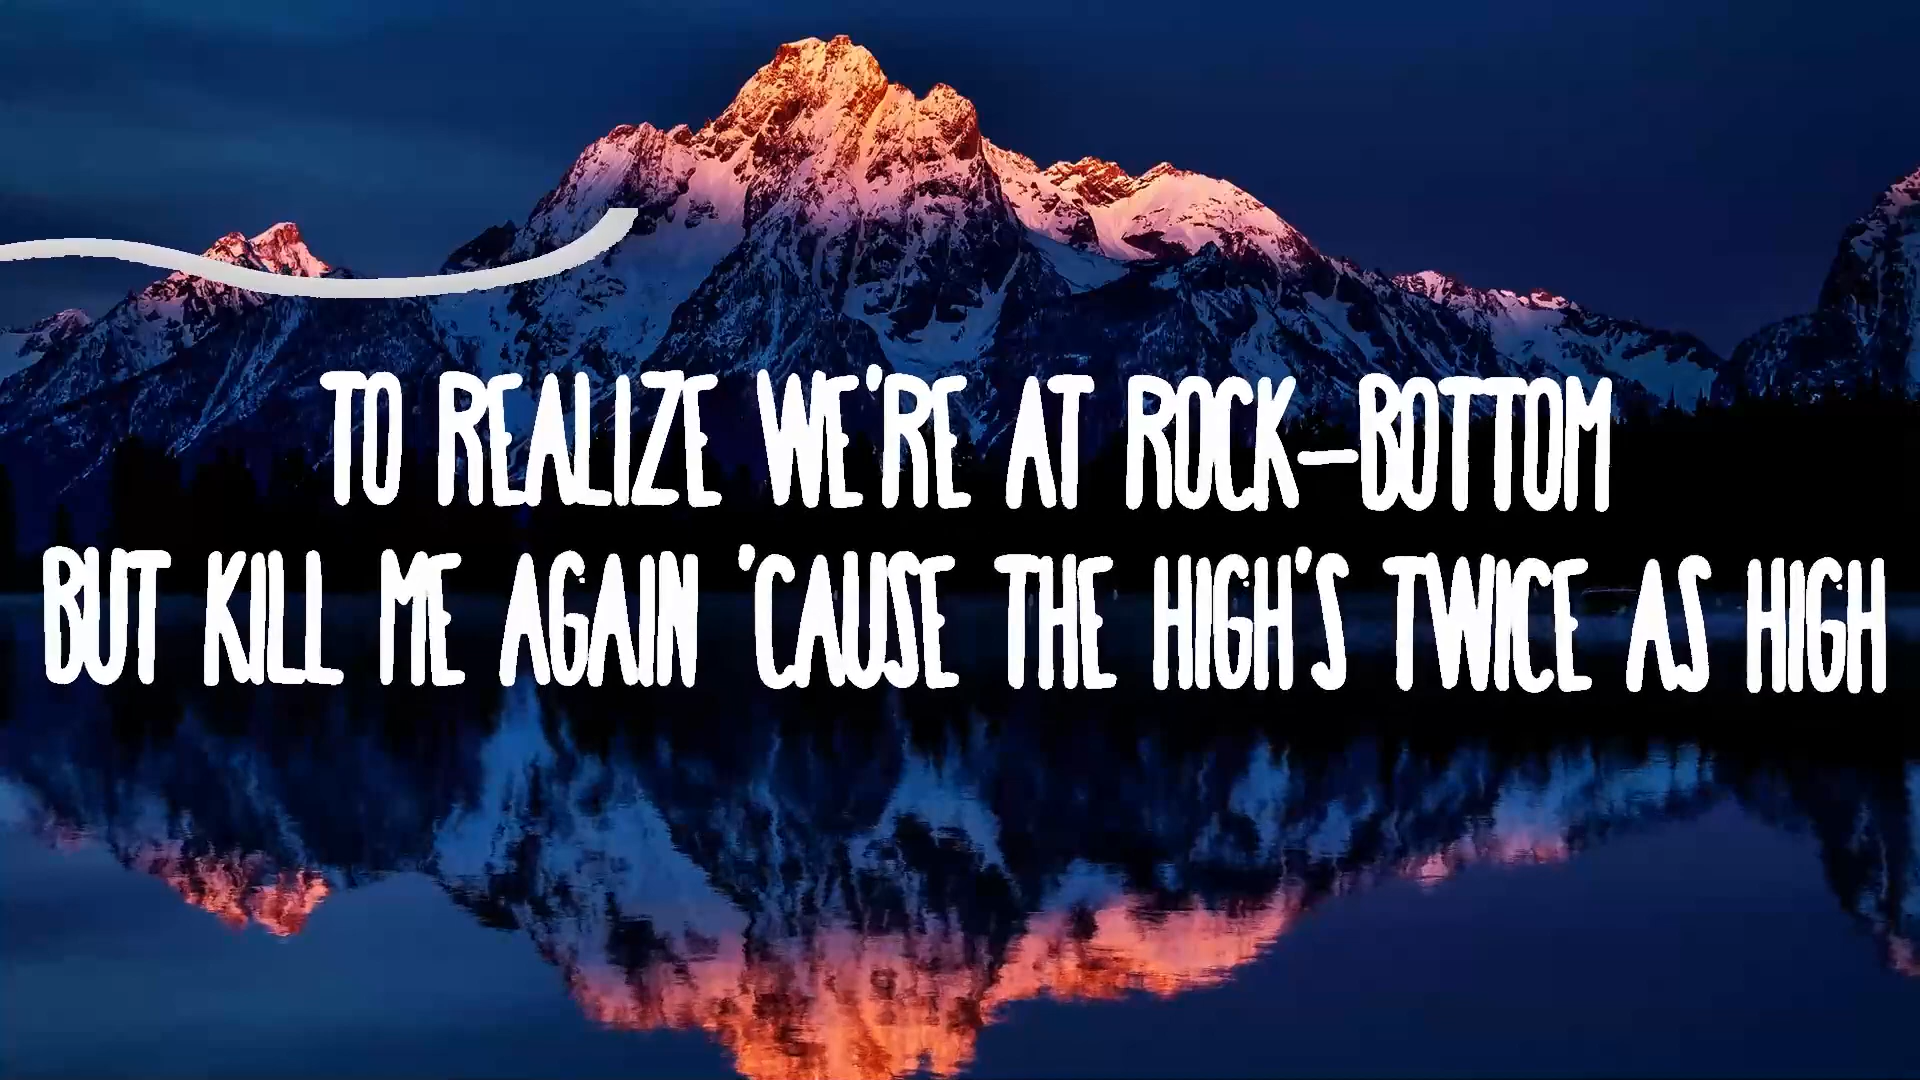 TO REALIZE WE'RE AT ROCK-BOTTOM
BUT KILL ME AGAIN 'CAUSE THE HIGH'S TWICE AS HIGH